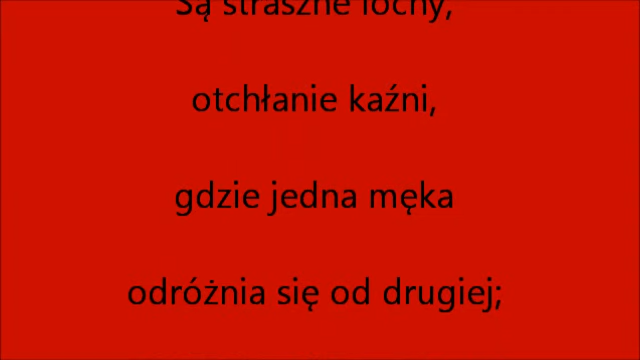 Są straszne lochy,
otchłanie kaźni,
gdzie jedna męka
odróżnia się od drugiej;